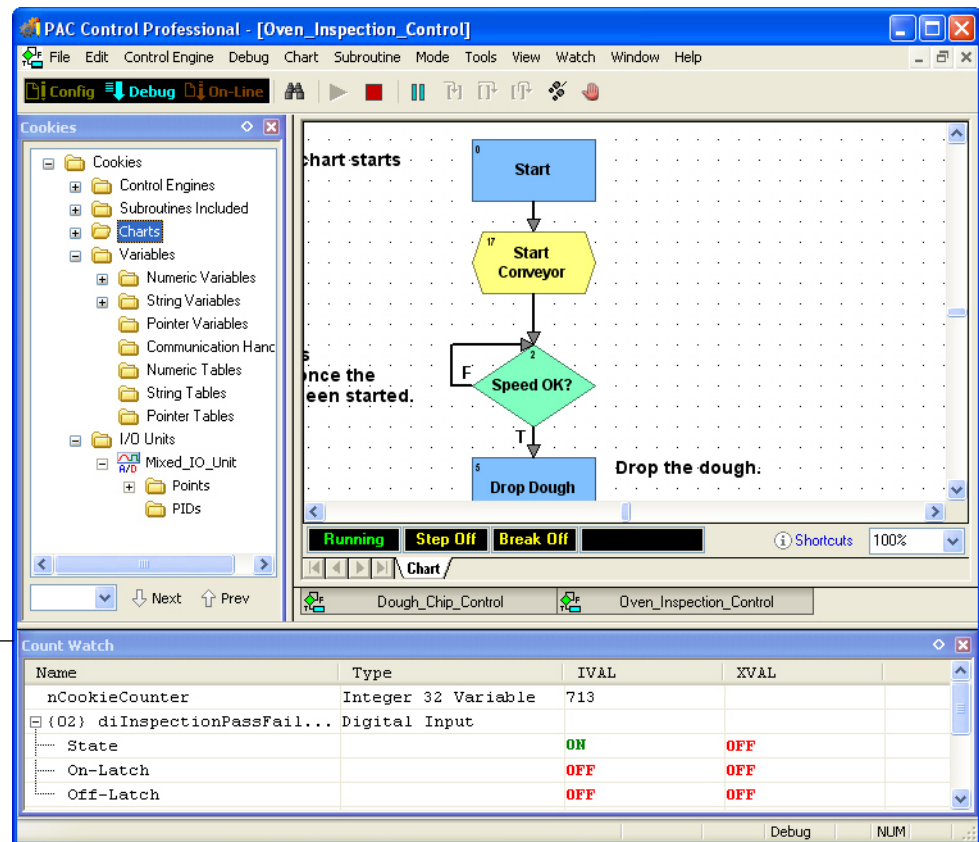 PAC Control Professional - [Oven_Inspection_Control]
File Edit Control Engine Debug Chart Subroutine Mode Tools View Watch Window Help
Config Debug On-Line
Cookies
Cookies
Control Engines
Subroutines Included
Charts
Variables
Numeric Variables
String Variables
Pointer Variables
Communication Hanc
Numeric Tables
String Tables
Pointer Tables
I/O Units
A/D Mixed_IO_Unit
Points
PIDs
Next Prev
chart starts
0
Start
17
Start
Conveyor
s
once the
een started.
2
Speed OK?
F
T
5
Drop Dough
Drop the dough.
Running Step Off Break Off
Shortcuts 100%
Chart
Dough_Chip_Control Oven_Inspection_Control
Count Watch
Name Type IVAL XVAL
nCookieCounter Integer 32 Variable 713
{02} diInspectionPassFail... Digital Input
State ON OFF
On-Latch OFF OFF
Off-Latch OFF OFF
Debug NUM